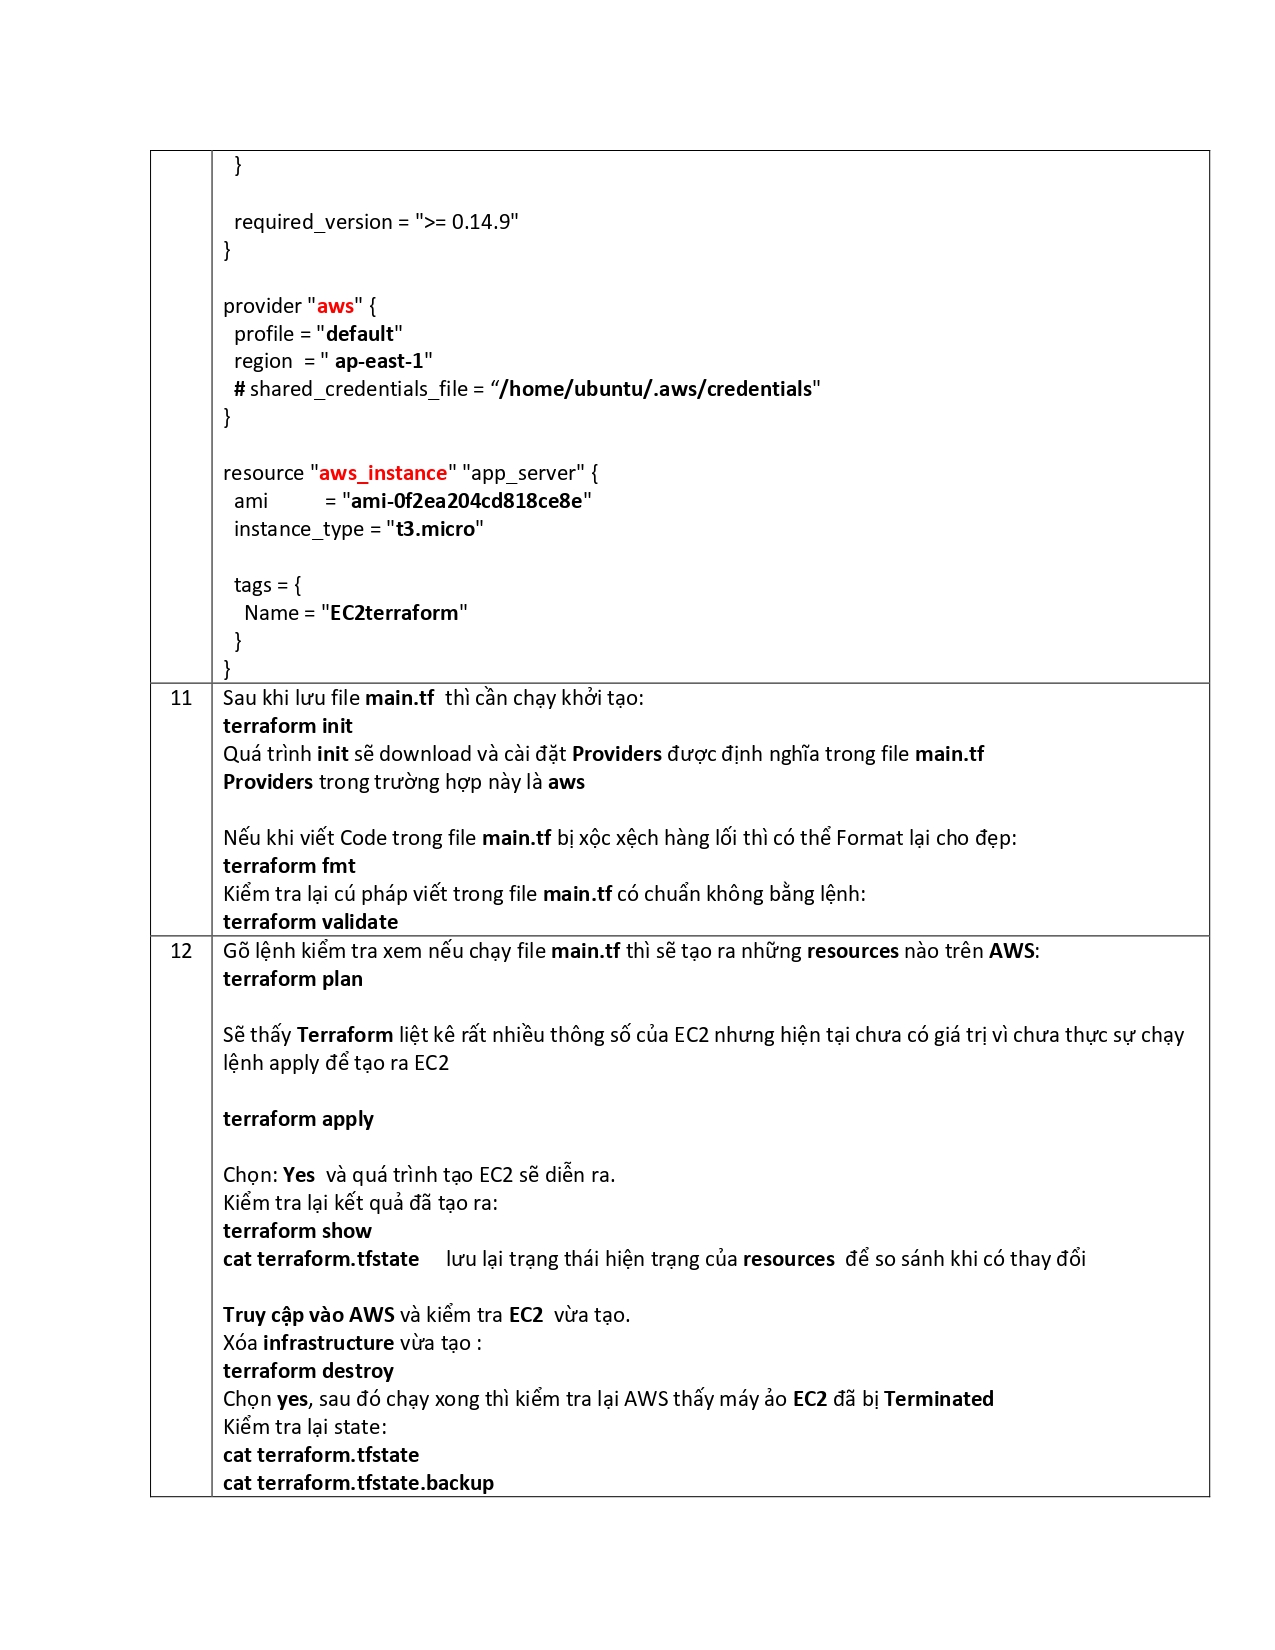 }
required_version = ">= 0.14.9"
}
provider "aws" {
profile = "default"
region  = " ap-east-1"
# shared_credentials_file = “/home/ubuntu/.aws/credentials"
}
resource "aws_instance" "app_server" {
ami           = "ami-0f2ea204cd818ce8e"
instance_type = "t3.micro"
tags = {
Name = "EC2terraform"
}
}
11 Sau khi lưu file main.tf  thì cần chạy khởi tạo:
terraform init
Quá trình init sẽ download và cài đặt Providers được định nghĩa trong file main.tf
Providers trong trường hợp này là aws
Nếu khi viết Code trong file main.tf bị xộc xệch hàng lối thì có thể Format lại cho đẹp:
terraform fmt
Kiểm tra lại cú pháp viết trong file main.tf có chuẩn không bằng lệnh:
terraform validate
12 Gõ lệnh kiểm tra xem nếu chạy file main.tf thì sẽ tạo ra những resources nào trên AWS:
terraform plan
Sẽ thấy Terraform liệt kê rất nhiều thông số của EC2 nhưng hiện tại chưa có giá trị vì chưa thực sự chạy
lệnh apply để tạo ra EC2
terraform apply
Chọn: Yes  và quá trình tạo EC2 sẽ diễn ra.
Kiểm tra lại kết quả đã tạo ra:
terraform show
cat terraform.tfstate     lưu lại trạng thái hiện trạng của resources  để so sánh khi có thay đổi
Truy cập vào AWS và kiểm tra EC2  vừa tạo.
Xóa infrastructure vừa tạo :
terraform destroy
Chọn yes, sau đó chạy xong thì kiểm tra lại AWS thấy máy ảo EC2 đã bị Terminated
Kiểm tra lại state:
cat terraform.tfstate
cat terraform.tfstate.backup